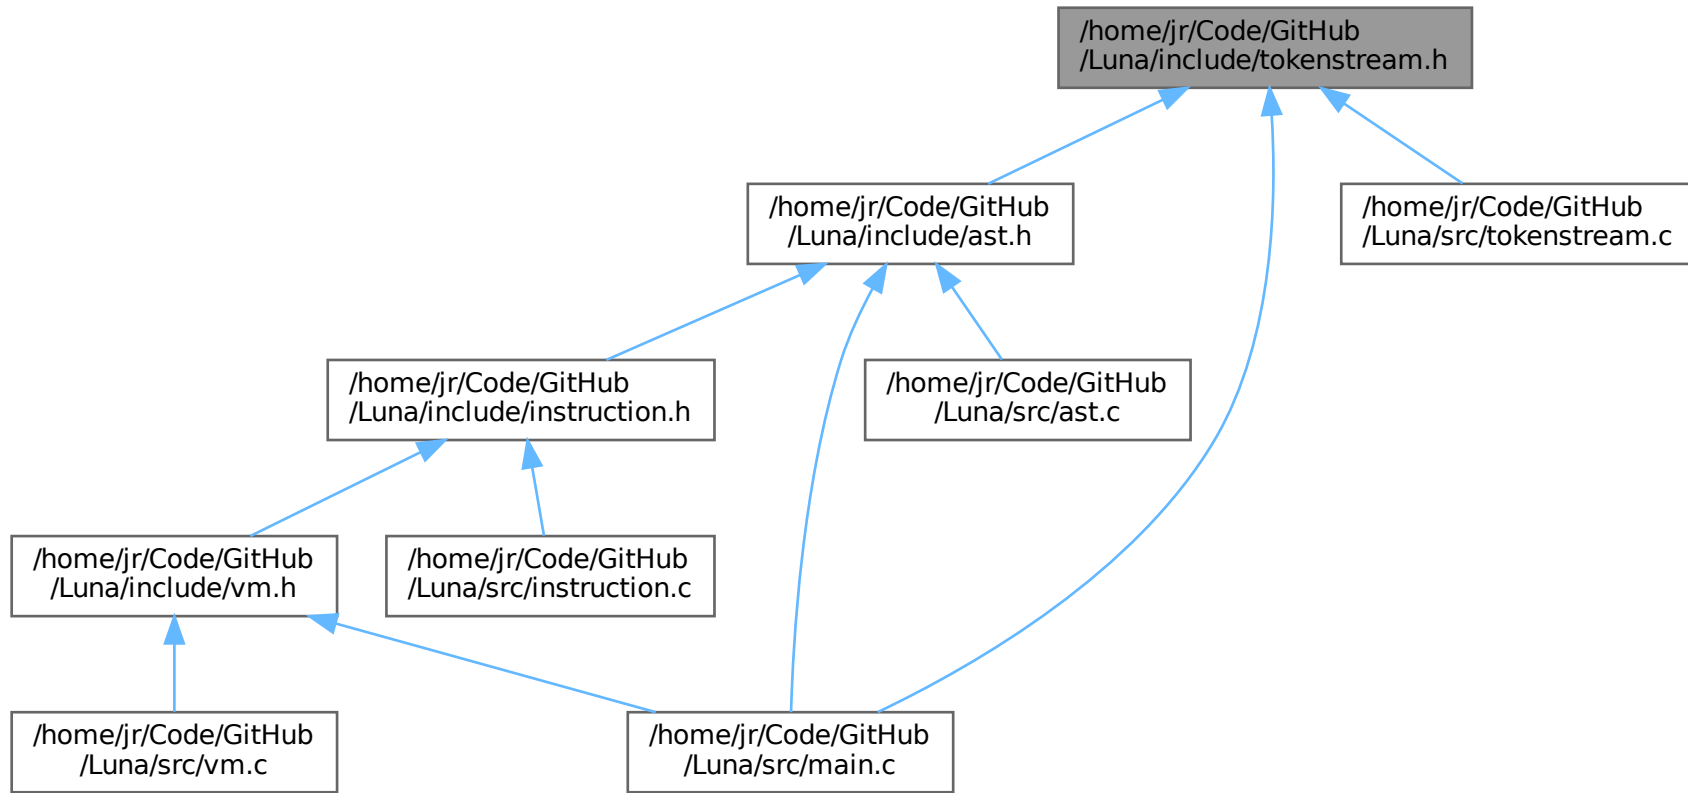 /home/jr/Code/GitHub
/Luna/include/tokenstream.h
/home/jr/Code/GitHub
/Luna/include/ast.h
/home/jr/Code/GitHub
/Luna/src/tokenstream.c
/home/jr/Code/GitHub
/Luna/include/instruction.h
/home/jr/Code/GitHub
/Luna/src/ast.c
/home/jr/Code/GitHub
/Luna/include/vm.h
/home/jr/Code/GitHub
/Luna/src/instruction.c
/home/jr/Code/GitHub
/Luna/src/vm.c
/home/jr/Code/GitHub
/Luna/src/main.c